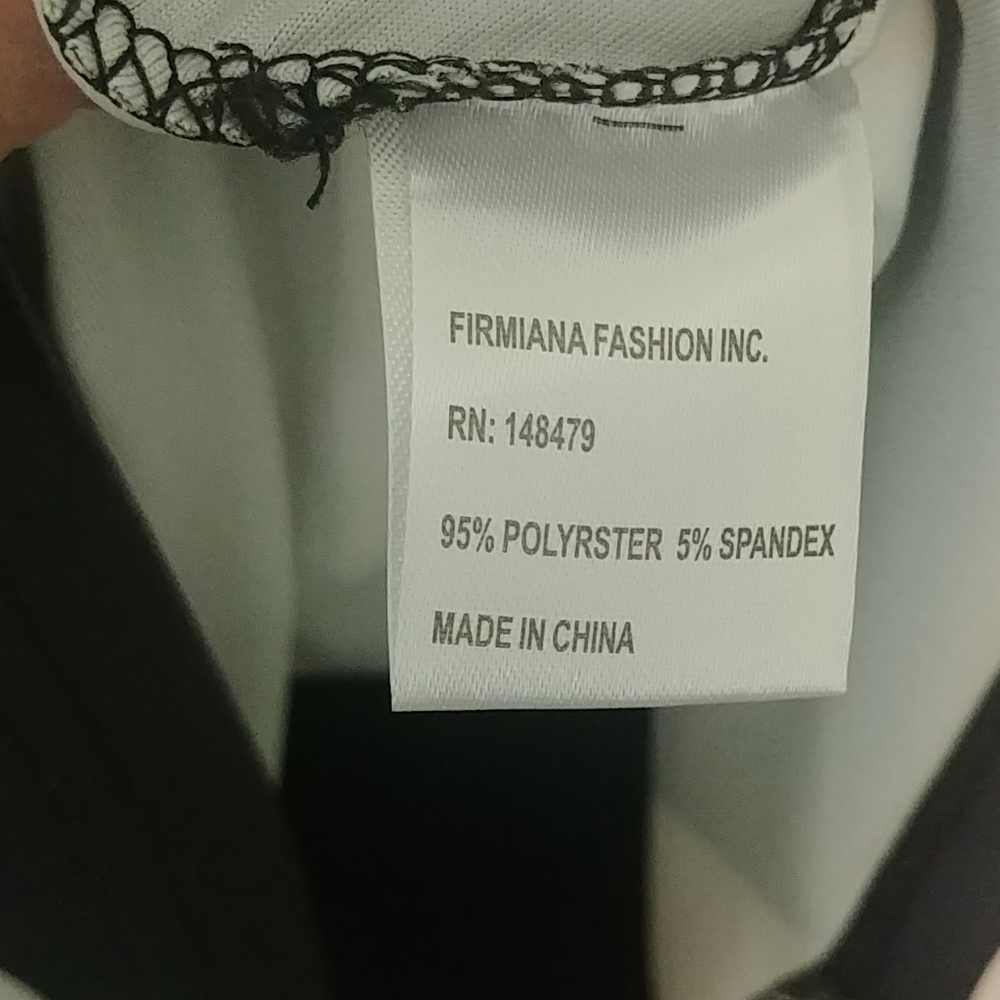 FIRMIANA FASHION INC.
RN: 148479
95% POLYRSTER 5% SPANDEX
MADE IN CHINA